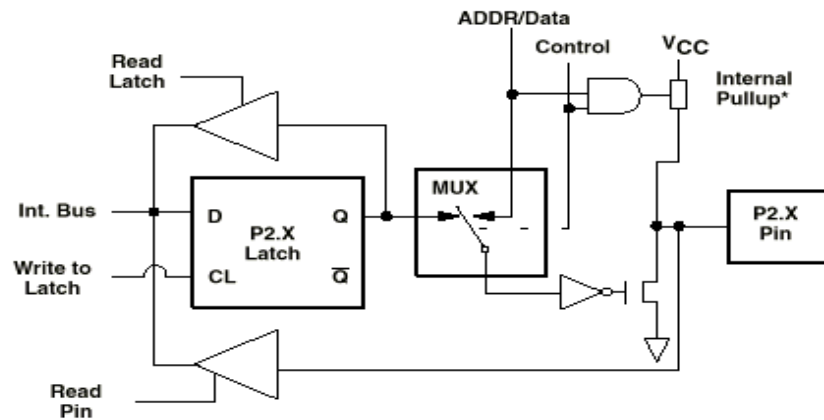 ADDR/Data
Control
VCC
Read
Latch
Internal
Pullup*
MUX
Int. Bus
D
Q
P2.X
Latch
P2.X
Pin
Write to
Latch
CL
Q̅
Read
Pin